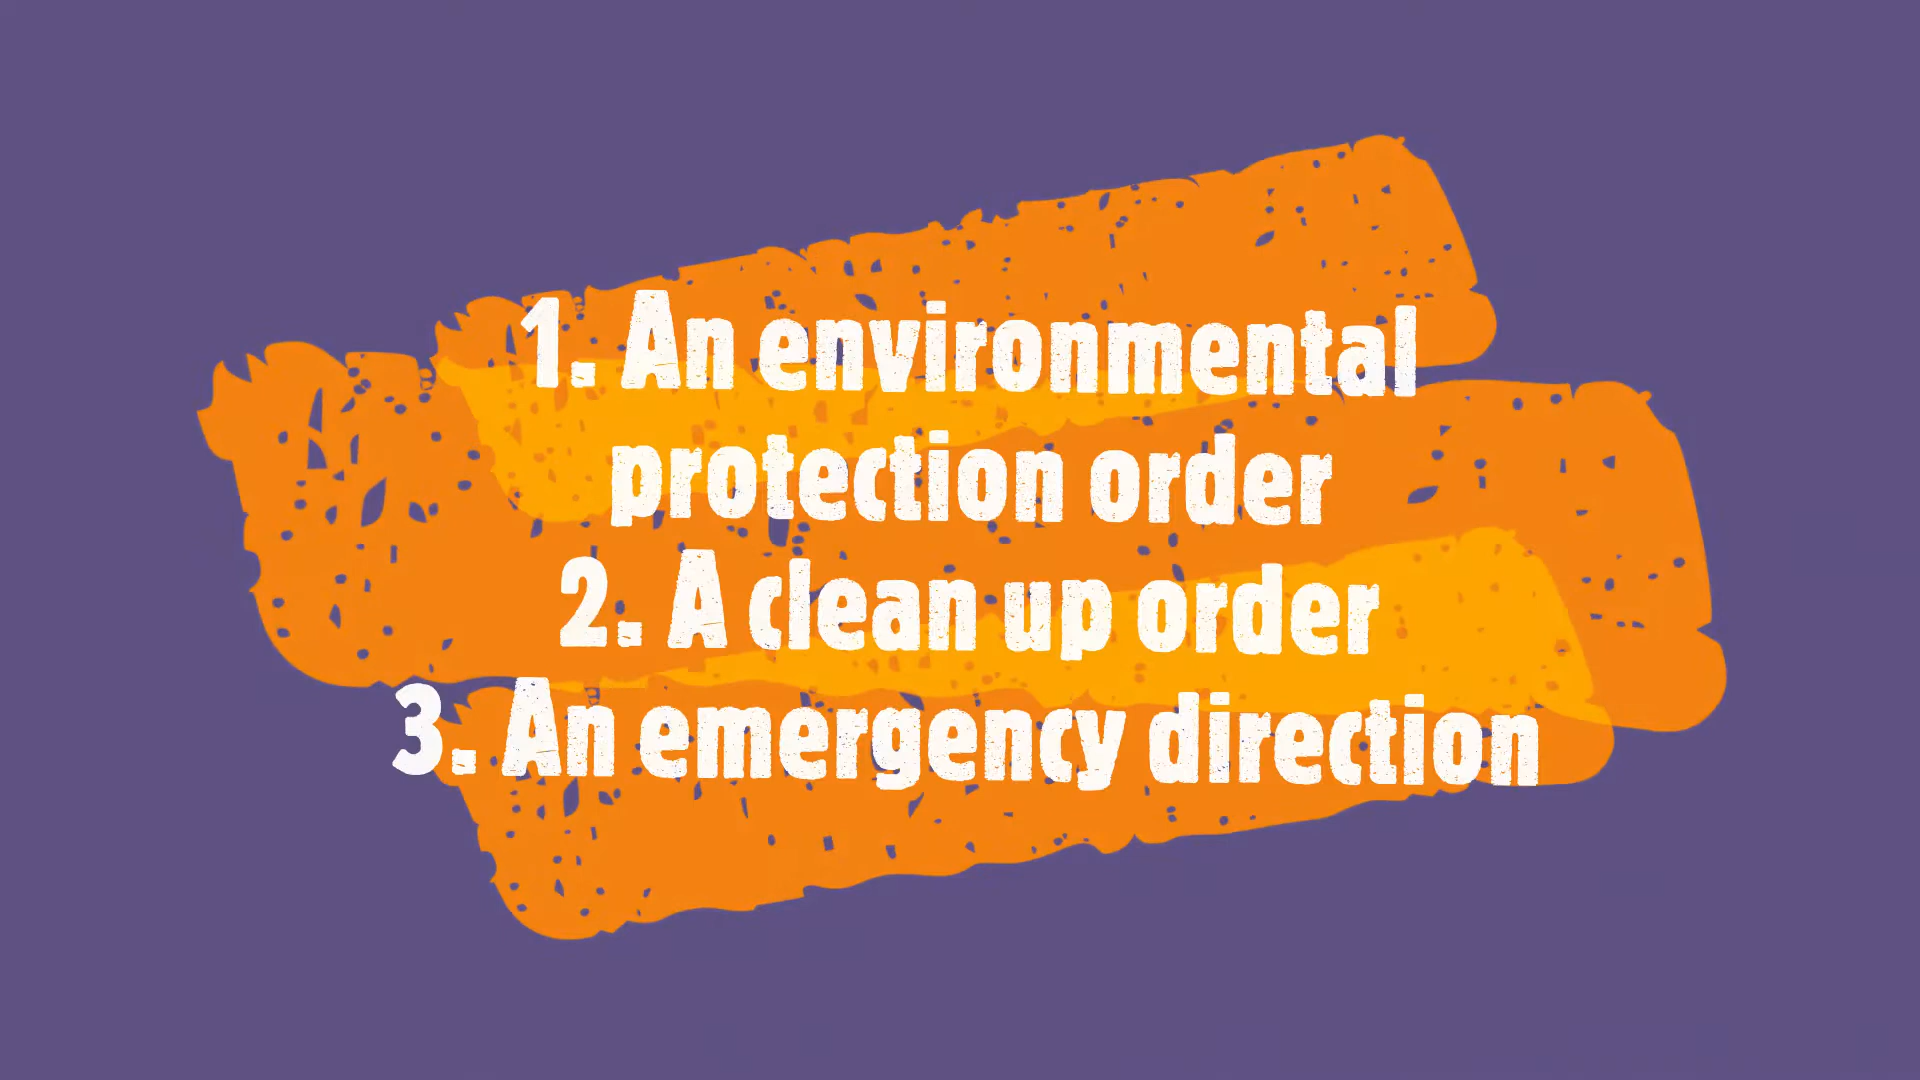 1. An environmental
protection order
2. A clean up order
3. An emergency direction